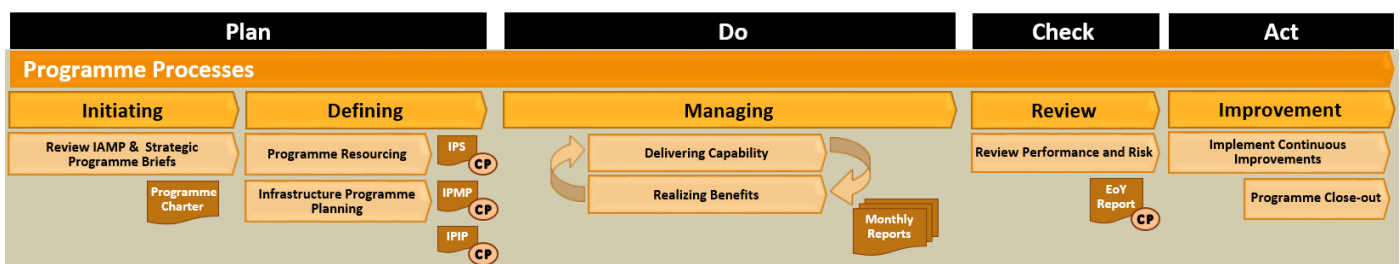 Plan
Do
Check
Act
Programme Processes
Initiating
Defining
Managing
Review
Improvement
Review IAMP & Strategic
Programme Briefs
Programme
Charter
Programme Resourcing
Infrastructure Programme
Planning
IPS
CP
IPMP
CP
IPIP
CP
Delivering Capability
Realizing Benefits
Monthly
Reports
Review Performance and Risk
EoY
Report
CP
Implement Continuous
Improvements
Programme Close-out